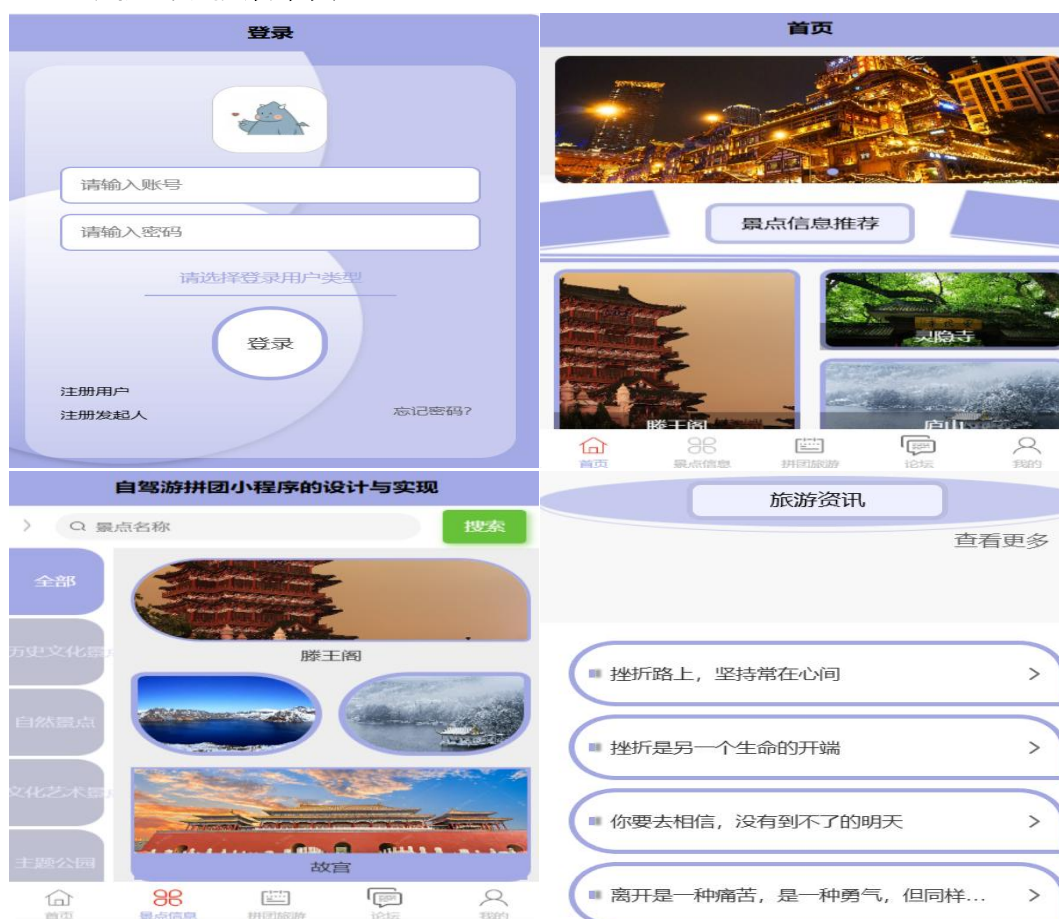 登录
请输入账号
请输入密码
请选择登录用户类型
登录
注册用户
注册发起人
忘记密码?
首页
景点信息推荐
滕王阁
灵隐寺
庐山
首页
景点信息
拼团旅游
论坛
我的
自驾游拼团小程序的设计与实现
景点名称
搜索
全部
历史文化景
自然景点
文化艺术景
主题公园
滕王阁
故宫
首页
景点信息
拼团旅游
论坛
我的
旅游资讯
查看更多
挫折路上，坚持常在心间
挫折是另一个生命的开端
你要去相信，没有到不了的明天
离开是一种痛苦，是一种勇气，但同样...